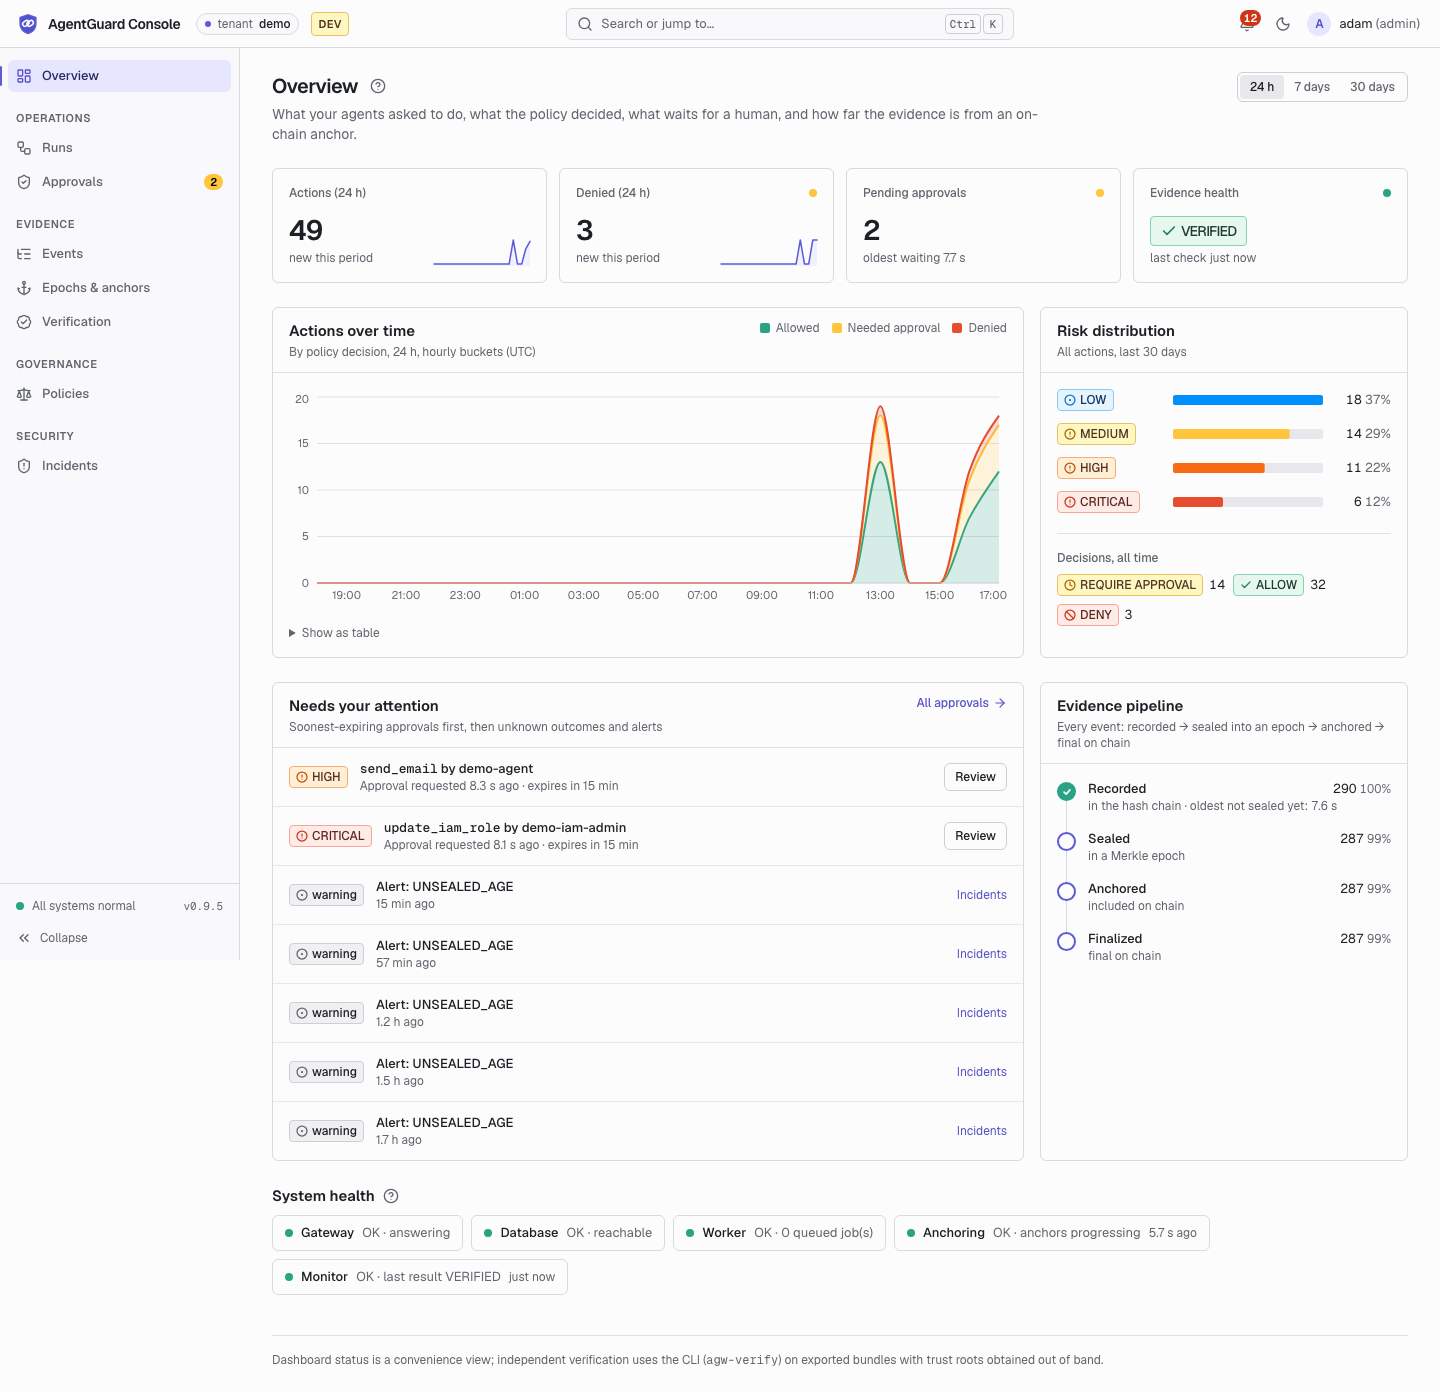 AgentGuard Console
tenant demo
DEV
Search or jump to…
Ctrl K
12
A
adam (admin)
Overview
OPERATIONS
Runs
Approvals 2
EVIDENCE
Events
Epochs & anchors
Verification
GOVERNANCE
Policies
SECURITY
Incidents
All systems normal v0.9.5
Collapse
Overview
24 h 7 days 30 days
What your agents asked to do, what the policy decided, what waits for a human, and how far the evidence is from an on-
chain anchor.
Actions (24 h)
49
new this period
Denied (24 h)
3
new this period
Pending approvals
2
oldest waiting 7.7 s
Evidence health
VERIFIED
last check just now
Actions over time
By policy decision, 24 h, hourly buckets (UTC)
Allowed Needed approval Denied
20
15
10
5
0
19:00 21:00 23:00 01:00 03:00 05:00 07:00 09:00 11:00 13:00 15:00 17:00
Show as table
Risk distribution
All actions, last 30 days
LOW 18 37%
MEDIUM 14 29%
HIGH 11 22%
CRITICAL 6 12%
Decisions, all time
REQUIRE APPROVAL 14 ALLOW 32
DENY 3
Needs your attention
Soonest-expiring approvals first, then unknown outcomes and alerts
All approvals →
HIGH
send_email by demo-agent
Approval requested 8.3 s ago · expires in 15 min
Review
CRITICAL
update_iam_role by demo-iam-admin
Approval requested 8.1 s ago · expires in 15 min
Review
warning
Alert: UNSEALED_AGE
15 min ago
Incidents
warning
Alert: UNSEALED_AGE
57 min ago
Incidents
warning
Alert: UNSEALED_AGE
1.2 h ago
Incidents
warning
Alert: UNSEALED_AGE
1.5 h ago
Incidents
warning
Alert: UNSEALED_AGE
1.7 h ago
Incidents
Evidence pipeline
Every event: recorded → sealed into an epoch → anchored →
final on chain
Recorded 290 100%
in the hash chain · oldest not sealed yet: 7.6 s
Sealed 287 99%
in a Merkle epoch
Anchored 287 99%
included on chain
Finalized 287 99%
final on chain
System health
Gateway OK · answering
Database OK · reachable
Worker OK · 0 queued job(s)
Anchoring OK · anchors progressing 5.7 s ago
Monitor OK · last result VERIFIED just now
Dashboard status is a convenience view; independent verification uses the CLI (agw-verify) on exported bundles with trust roots obtained out of band.